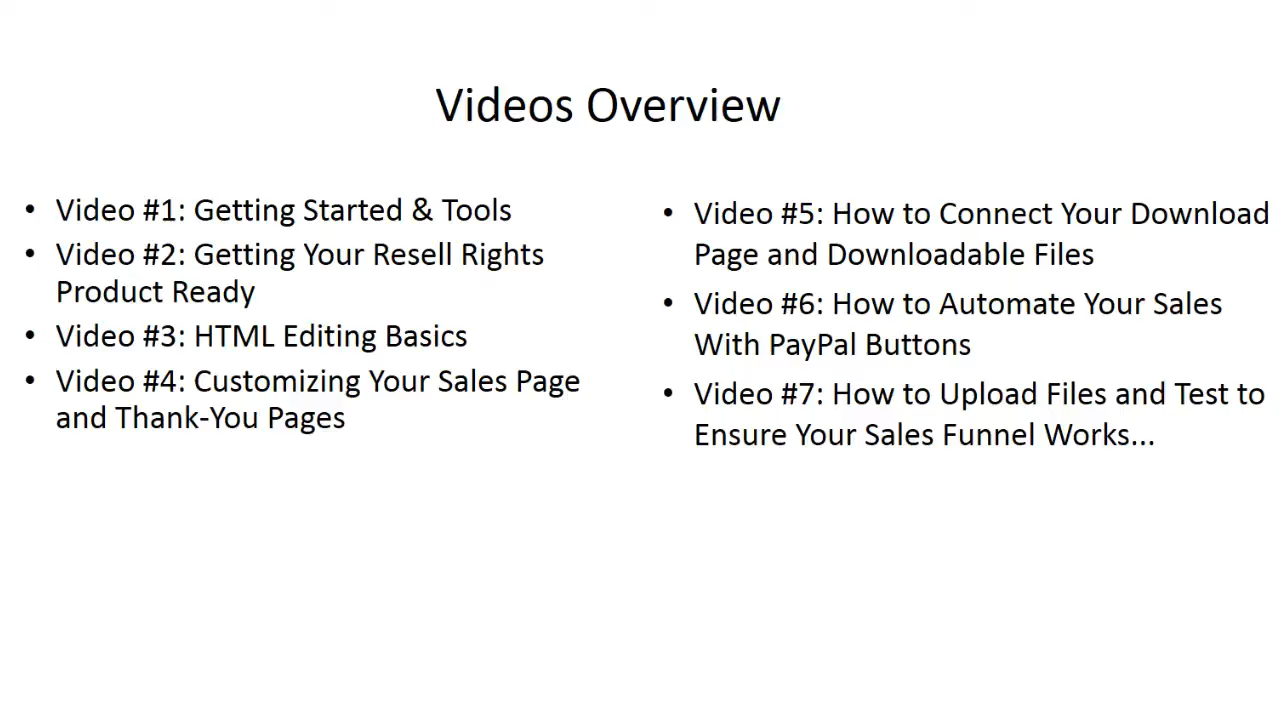 Videos Overview
• Video #1: Getting Started & Tools
• Video #2: Getting Your Resell Rights
Product Ready
• Video #3: HTML Editing Basics
• Video #4: Customizing Your Sales Page
and Thank-You Pages
• Video #5: How to Connect Your Download
Page and Downloadable Files
• Video #6: How to Automate Your Sales
With PayPal Buttons
• Video #7: How to Upload Files and Test to
Ensure Your Sales Funnel Works...